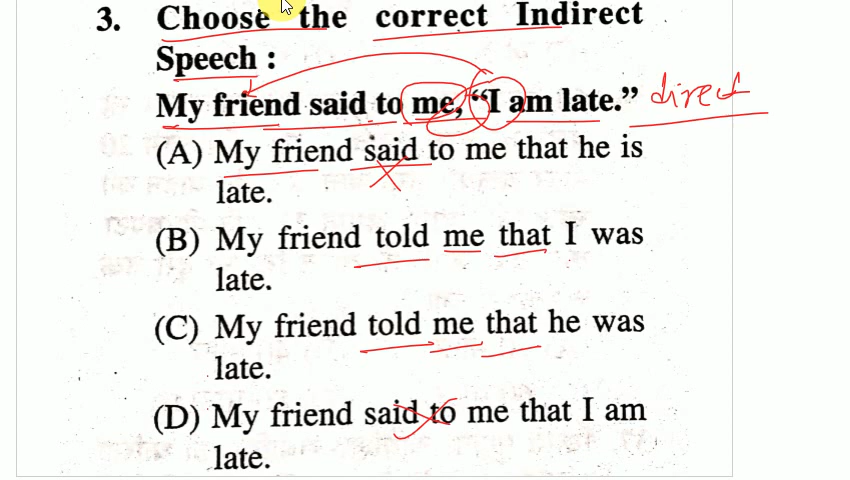 3. Choose the correct Indirect
Speech :
My friend said to me, “I am late.” direct
(A) My friend said to me that he is
late.
(B) My friend told me that I was
late.
(C) My friend told me that he was
late.
(D) My friend said to me that I am
late.